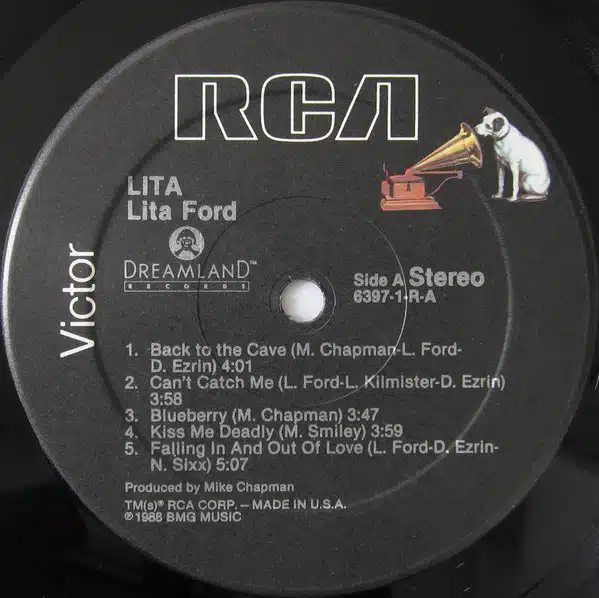 RCA
LITA
Lita Ford
DREAMLAND™
RECORDS
Victor
Side A Stereo
6397-1-R-A
1. Back to the Cave (M. Chapman-L. Ford-
D. Ezrin) 4:01
2. Can't Catch Me (L. Ford-L. Kilmister-D. Ezrin)
3:58
3. Blueberry (M. Chapman) 3:47
4. Kiss Me Deadly (M. Smiley) 3:59
5. Falling In And Out Of Love (L. Ford-D. Ezrin-
N. Sixx) 5:07
Produced by Mike Chapman
TM(s)® RCA CORP. — MADE IN U.S.A.
℗1988 BMG MUSIC